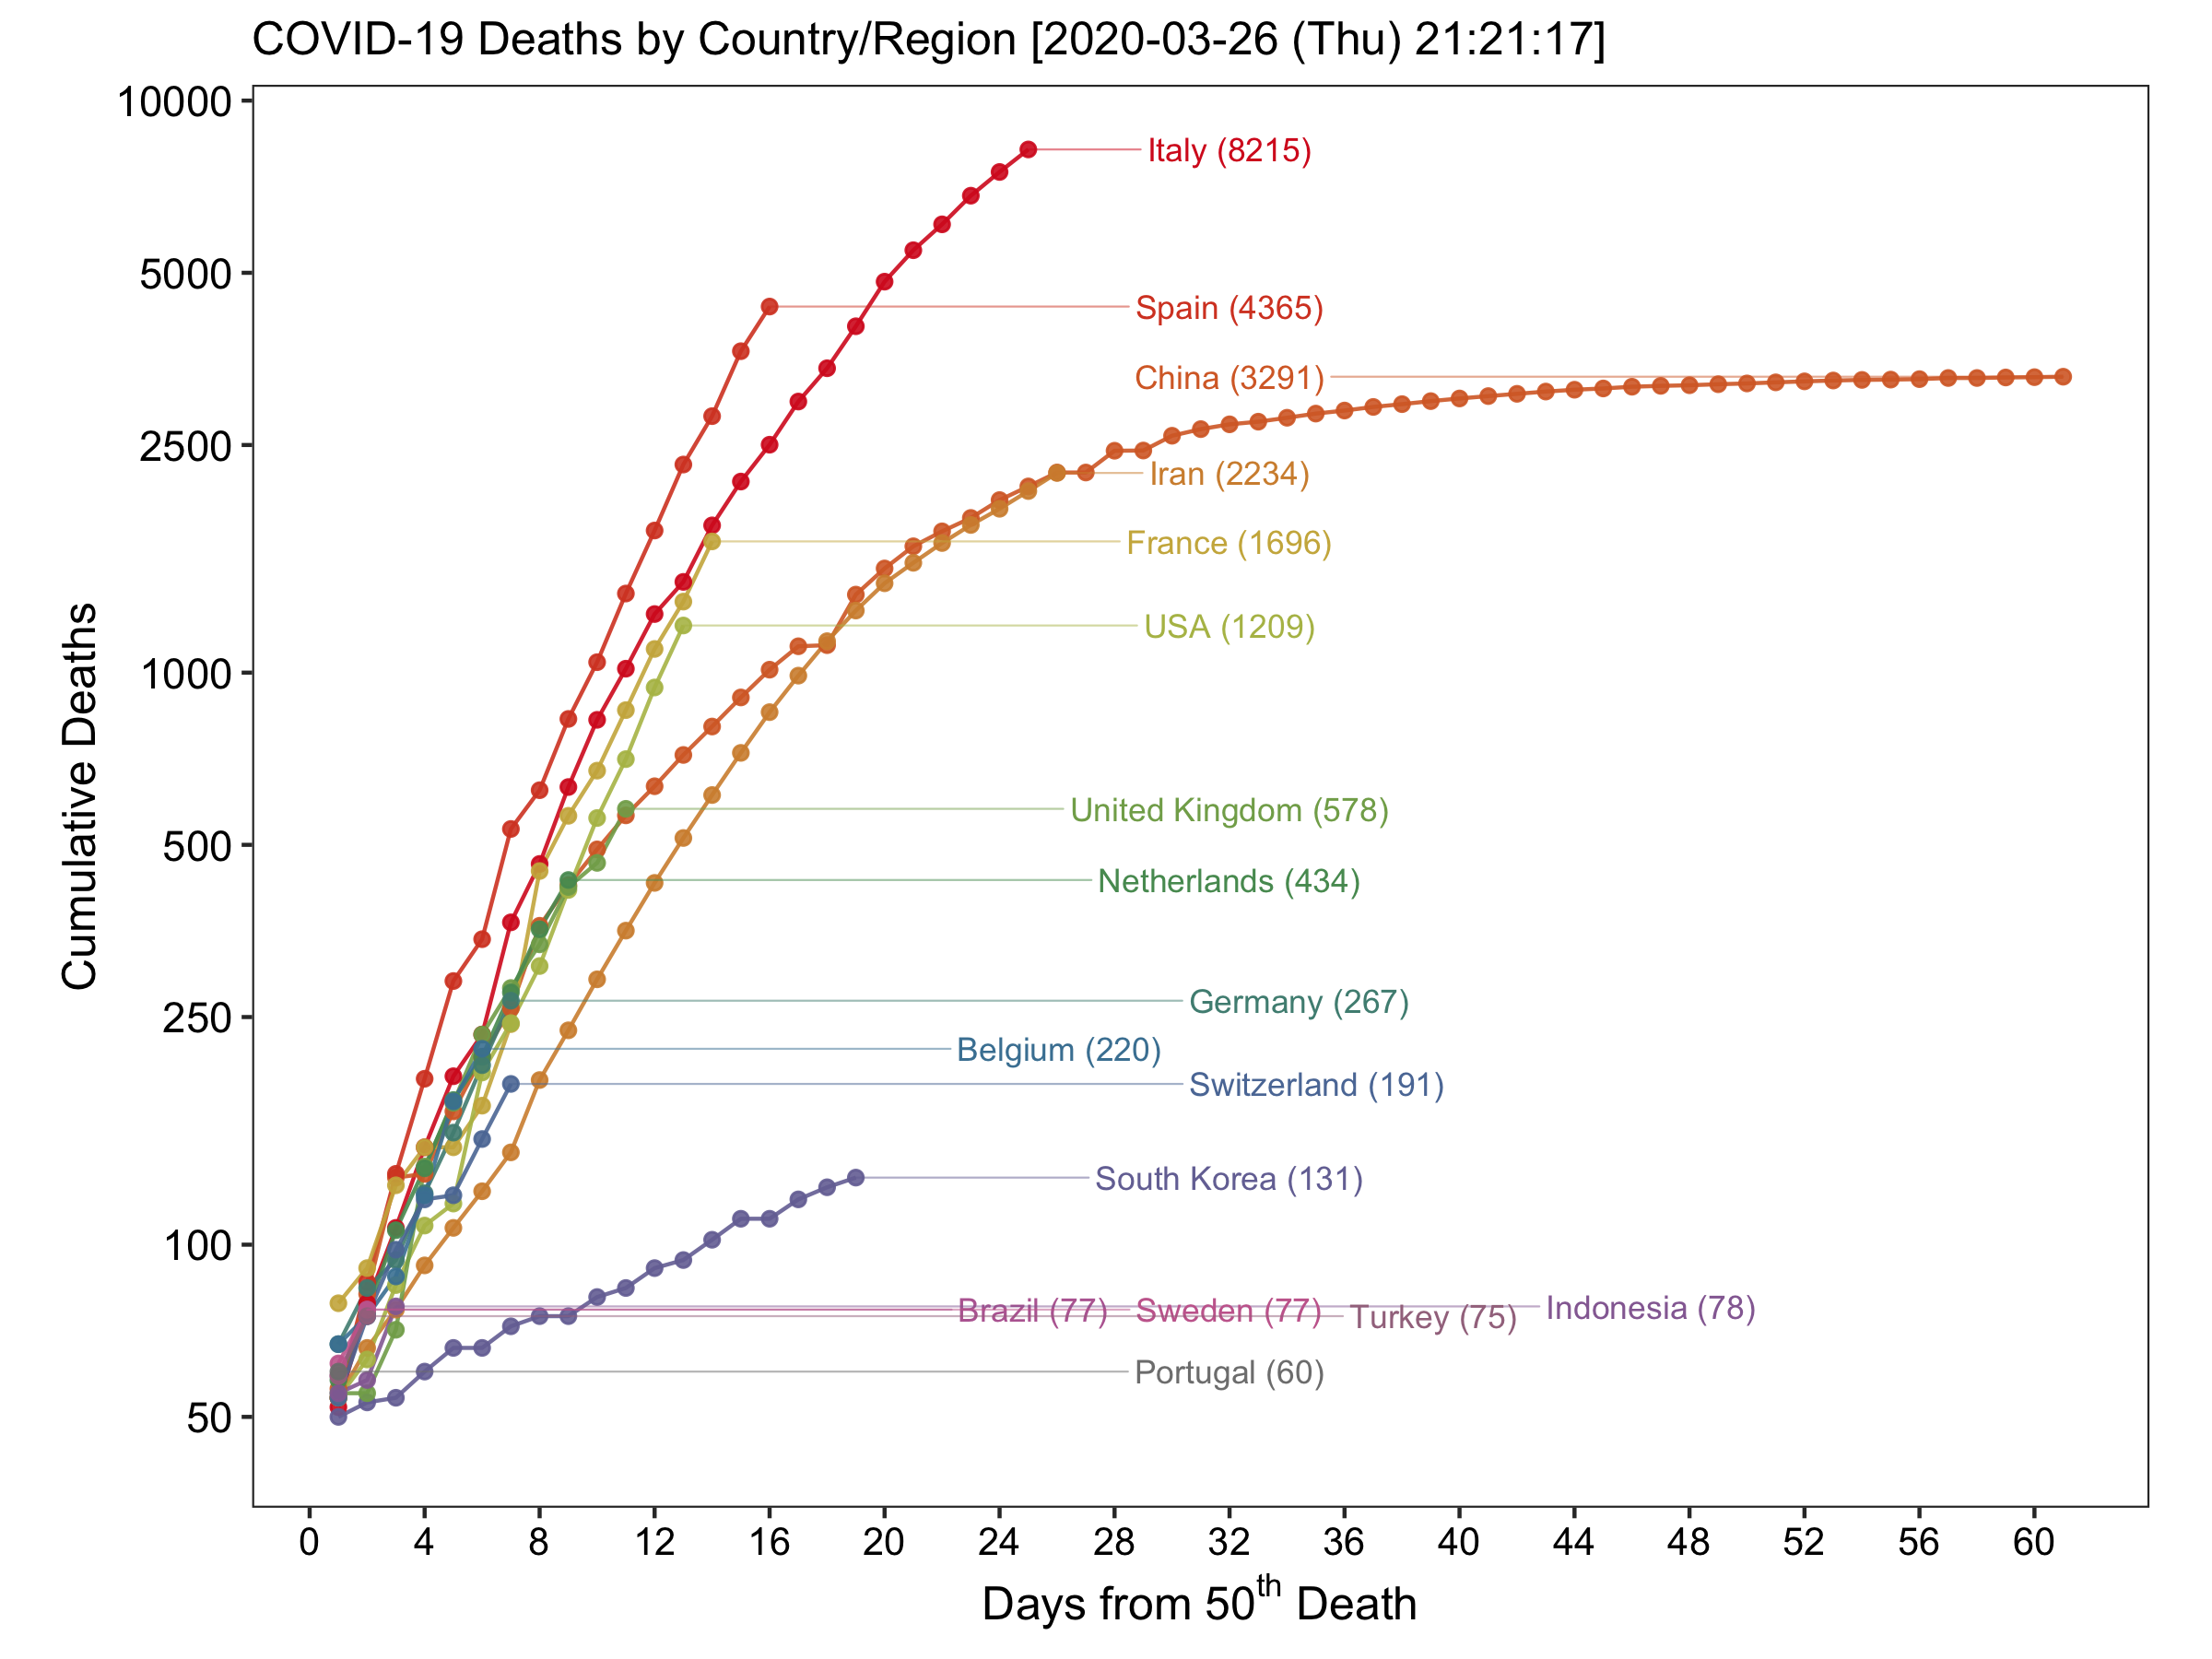 COVID-19 Deaths by Country/Region [2020-03-26 (Thu) 21:21:17]
10000
5000
2500
1000
500
250
100
50
Cumulative Deaths
Italy (8215)
Spain (4365)
China (3291)
Iran (2234)
France (1696)
USA (1209)
United Kingdom (578)
Netherlands (434)
Germany (267)
Belgium (220)
Switzerland (191)
South Korea (131)
Brazil (77) Sweden (77) Turkey (75) Indonesia (78)
Portugal (60)
0 4 8 12 16 20 24 28 32 36 40 44 48 52 56 60
Days from 50th Death